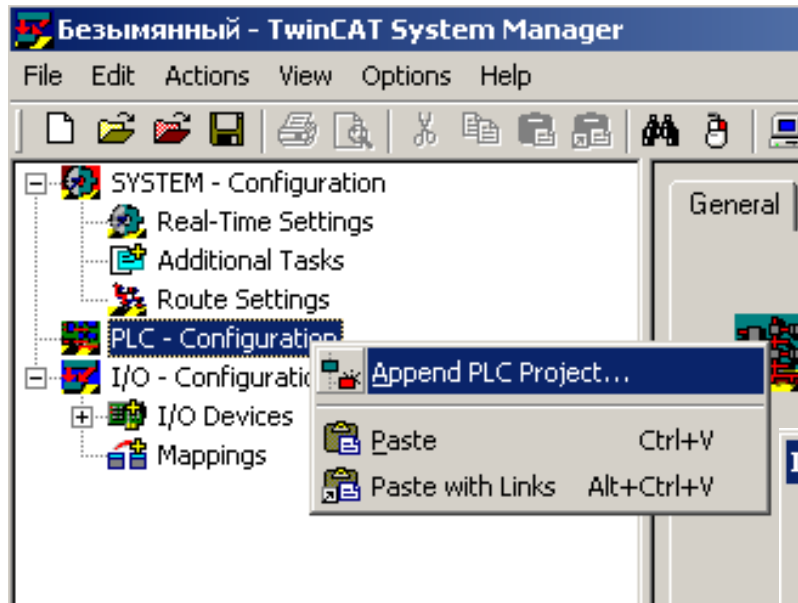 Безымянный - TwinCAT System Manager
File Edit Actions View Options Help
SYSTEM - Configuration
General
Real-Time Settings
Additional Tasks
Route Settings
PLC - Configuration
Append PLC Project...
I/O - Configuratio
I/O Devices
Paste Ctrl+V
Mappings
Paste with Links Alt+Ctrl+V